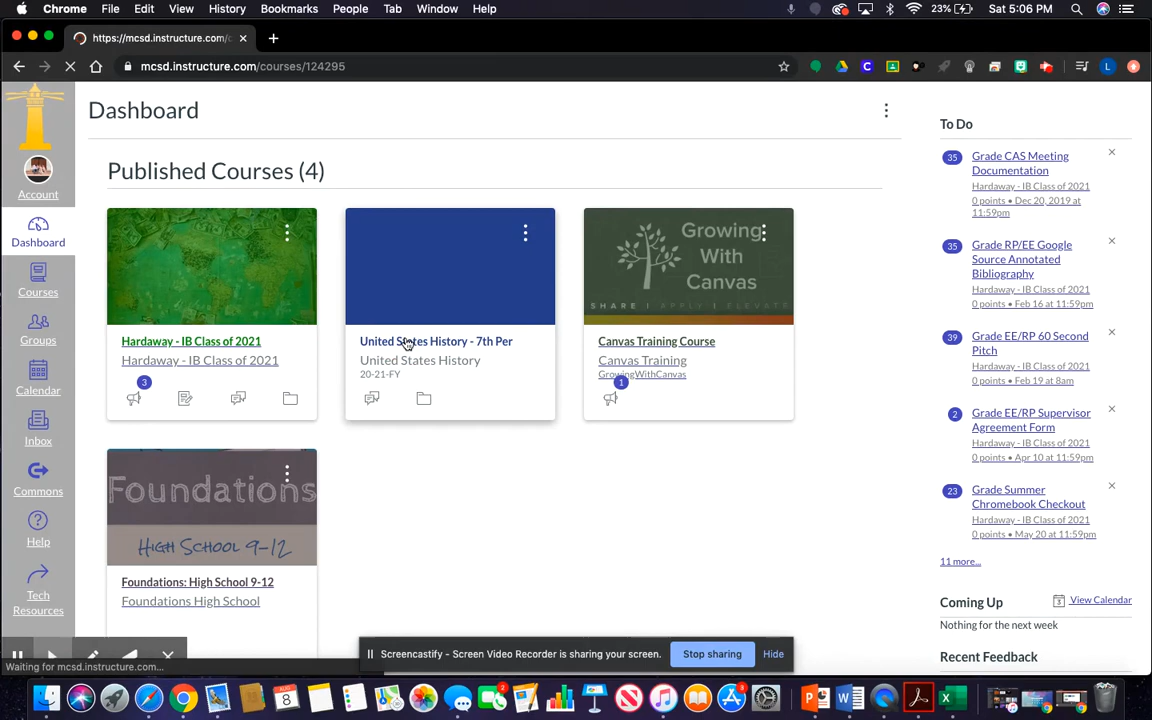 Chrome File Edit View History Bookmarks People Tab Window Help 23% Sat 5:06 PM
https://mcsd.instructure.com/c
mcsd.instructure.com/courses/124295
L
Account
Dashboard
Courses
Groups
Calendar
Inbox
Commons
Help
Tech
Resources
Dashboard
Published Courses (4)
Hardaway - IB Class of 2021
Hardaway - IB Class of 2021
3
United States History - 7th Per
United States History
20-21-FY
Growing
With
Canvas
SHARE | APPLY | ELEVATE
Canvas Training Course
Canvas Training
GrowingWithCanvas
1
Foundations
HIGH SCHOOL 9-12
Foundations: High School 9-12
Foundations High School
To Do
35 Grade CAS Meeting
Documentation
Hardaway - IB Class of 2021
0 points • Dec 20, 2019 at
11:59pm
35 Grade RP/EE Google
Source Annotated
Bibliography
Hardaway - IB Class of 2021
0 points • Feb 16 at 11:59pm
39 Grade EE/RP 60 Second
Pitch
Hardaway - IB Class of 2021
0 points • Feb 19 at 8am
2 Grade EE/RP Supervisor
Agreement Form
Hardaway - IB Class of 2021
0 points • Apr 10 at 11:59pm
23 Grade Summer
Chromebook Checkout
Hardaway - IB Class of 2021
0 points • May 20 at 11:59pm
11 more...
Coming Up
3 View Calendar
Nothing for the next week
Recent Feedback
Screencastify - Screen Video Recorder is sharing your screen. Stop sharing Hide
Waiting for mcsd.instructure.com...
AUG
8
2